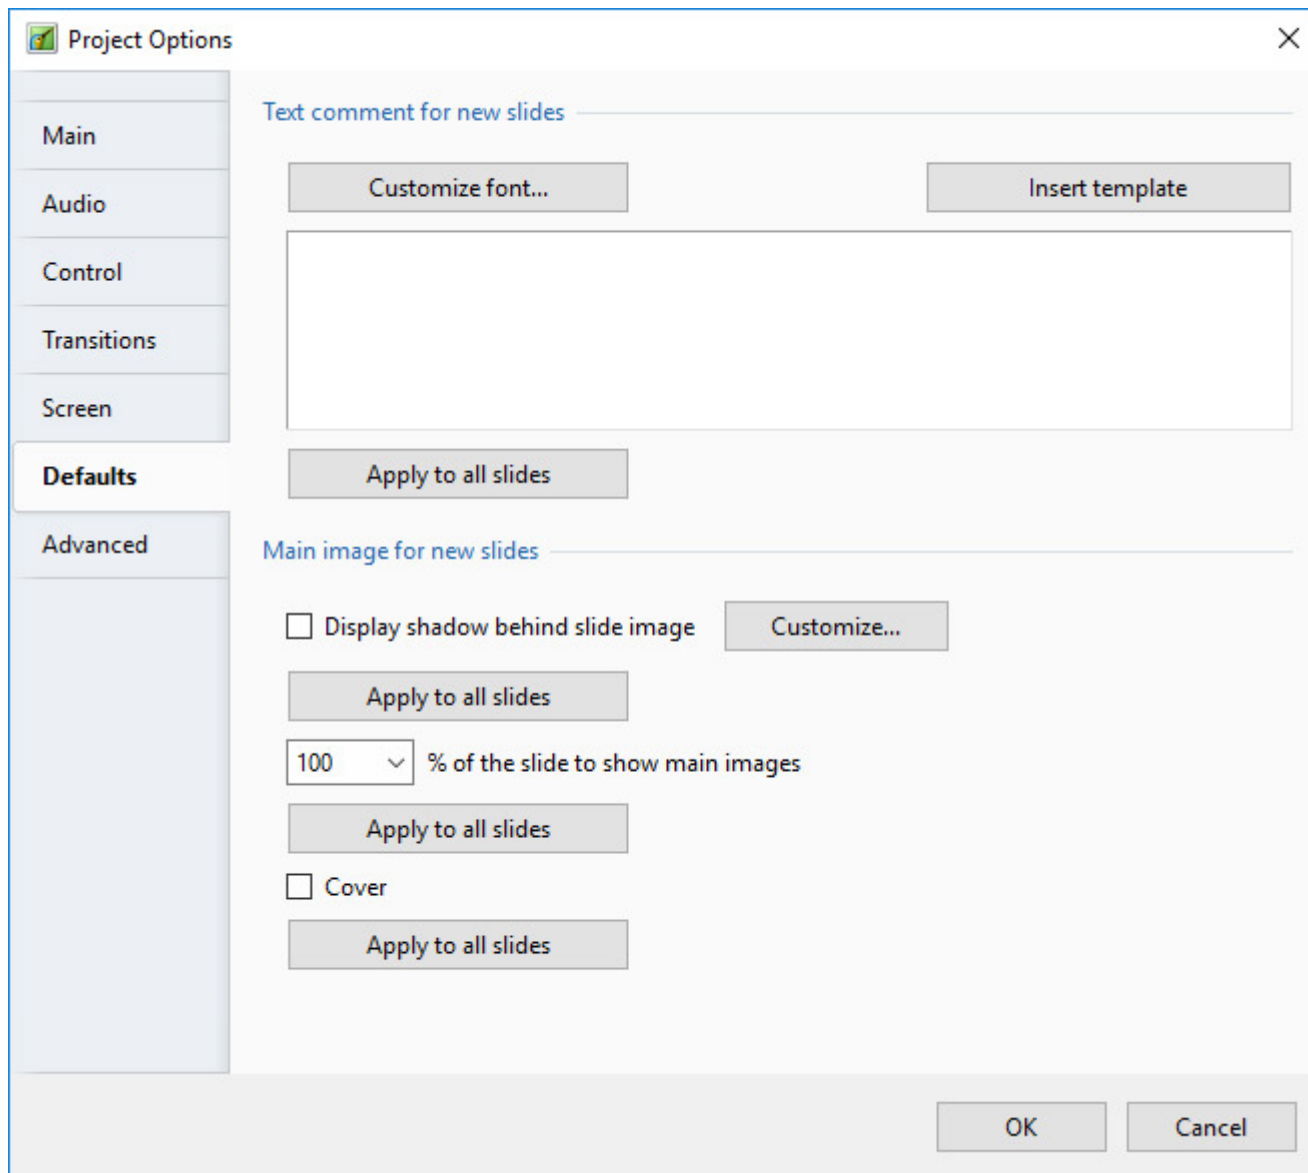 Project Options
Main
Audio
Control
Transitions
Screen
Defaults
Advanced
Text comment for new slides
Customize font... Insert template
Apply to all slides
Main image for new slides
Display shadow behind slide image Customize...
Apply to all slides
100 % of the slide to show main images
Apply to all slides
Cover
Apply to all slides
OK Cancel